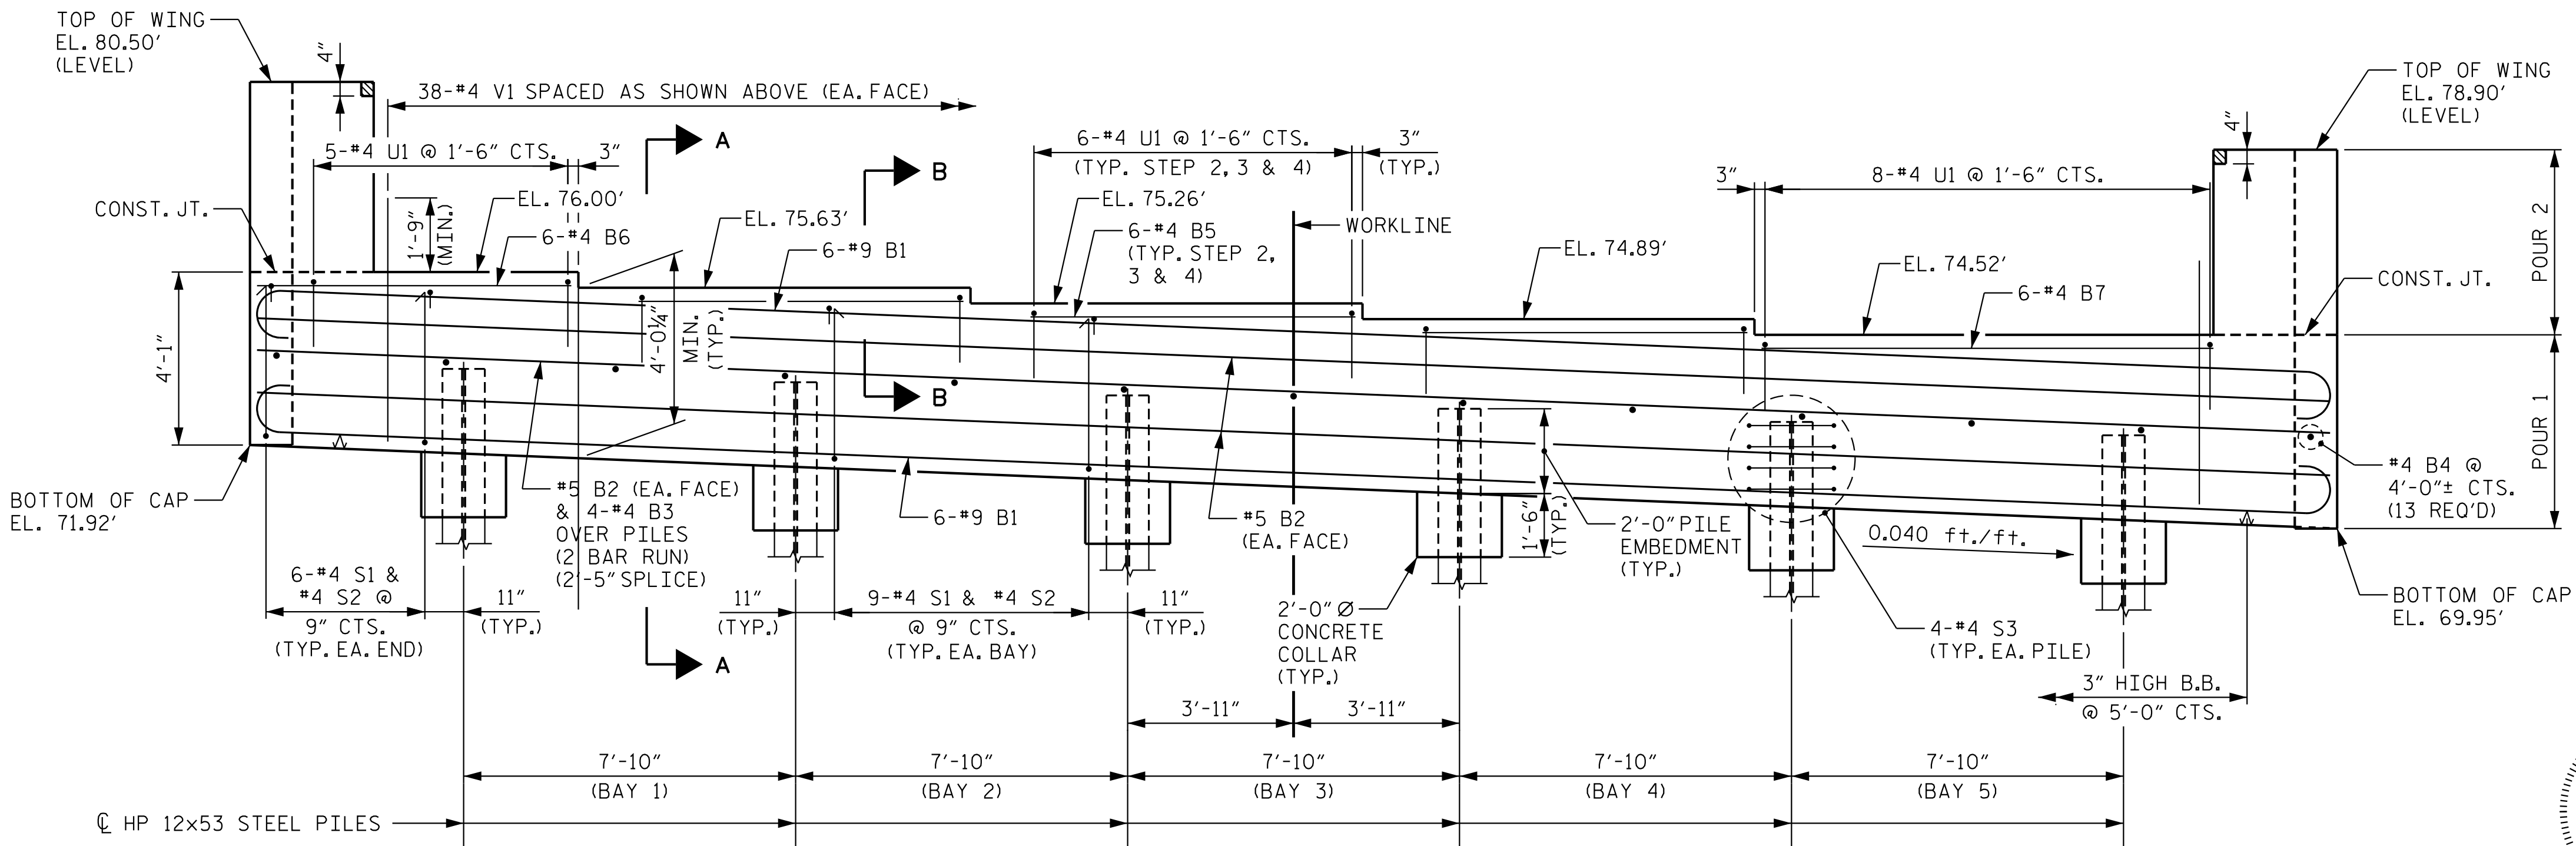 TOP OF WING
EL. 80.50'
(LEVEL)
4"
38-#4 V1 SPACED AS SHOWN ABOVE (EA. FACE)
5-#4 U1 @ 1'-6" CTS.
3"
A
B
6-#4 U1 @ 1'-6" CTS.
(TYP. STEP 2, 3 & 4)
3"
(TYP.)
3"
8-#4 U1 @ 1'-6" CTS.
4"
TOP OF WING
EL. 78.90'
(LEVEL)
CONST. JT.
1'-9"
(MIN.)
EL. 76.00'
6-#4 B6
EL. 75.63'
6-#9 B1
EL. 75.26'
6-#4 B5
(TYP. STEP 2,
3 & 4)
WORKLINE
EL. 74.89'
EL. 74.52'
6-#4 B7
CONST. JT.
POUR 2
POUR 1
4'-1"
4'-0¼"
MIN.
(TYP.)
B
BOTTOM OF CAP
EL. 71.92'
#5 B2 (EA. FACE)
& 4-#4 B3
OVER PILES
(2 BAR RUN)
(2'-5" SPLICE)
6-#9 B1
#5 B2
(EA. FACE)
1'-6"
(TYP.)
2'-0" PILE
EMBEDMENT
(TYP.)
0.040 ft./ft.
#4 B4 @
4'-0"± CTS.
(13 REQ'D)
6-#4 S1 &
#4 S2 @
9" CTS.
(TYP. EA. END)
11"
(TYP.)
A
11"
(TYP.)
9-#4 S1 & #4 S2
@ 9" CTS.
(TYP. EA. BAY)
11"
(TYP.)
2'-0" Ø
CONCRETE
COLLAR
(TYP.)
4-#4 S3
(TYP. EA. PILE)
BOTTOM OF CAP
EL. 69.95'
3" HIGH B.B.
@ 5'-0" CTS.
3'-11"
3'-11"
7'-10"
(BAY 1)
7'-10"
(BAY 2)
7'-10"
(BAY 3)
7'-10"
(BAY 4)
7'-10"
(BAY 5)
℄ HP 12x53 STEEL PILES